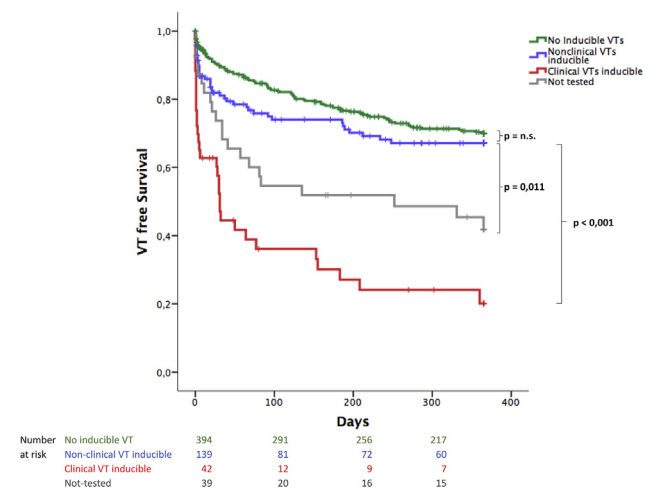 1,0
0,8
0,6
0,4
0,2
0,0
VT free Survival
0 100 200 300 400
Days
No Inducible VTs
Nonclinical VTs
inducible
Clinical VTs inducible
Not tested
p = n.s.
p = 0,011
p < 0,001
Number No inducible VT 394 291 256 217
at risk Non-clinical VT inducible 139 81 72 60
Clinical VT inducible 42 12 9 7
Not-tested 39 20 16 15